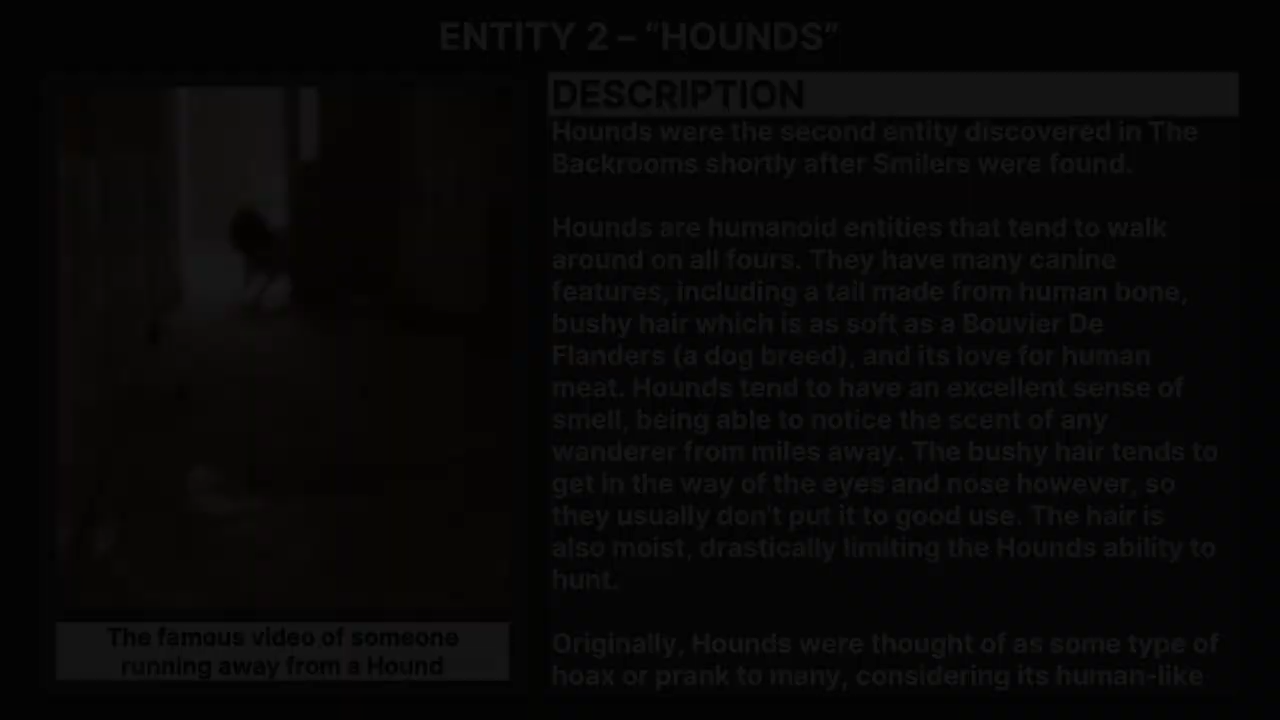 ENTITY 2 – “HOUNDS”
DESCRIPTION
Hounds were the second entity discovered in The
Backrooms shortly after Smilers were found.
Hounds are humanoid entities that tend to walk
around on all fours. They have many canine
features, including a tail made from human bone,
bushy hair which is as soft as a Bouvier De
Flanders (a dog breed), and its love for human
meat. Hounds tend to have an excellent sense of
smell, being able to notice the scent of any
wanderer from miles away. The bushy hair tends to
get in the way of the eyes and nose however, so
they usually don't put it to good use. The hair is
also moist, drastically limiting the Hounds ability to
hunt.
Originally, Hounds were thought of as some type of
hoax or prank to many, considering its human-like
The famous video of someone
running away from a Hound